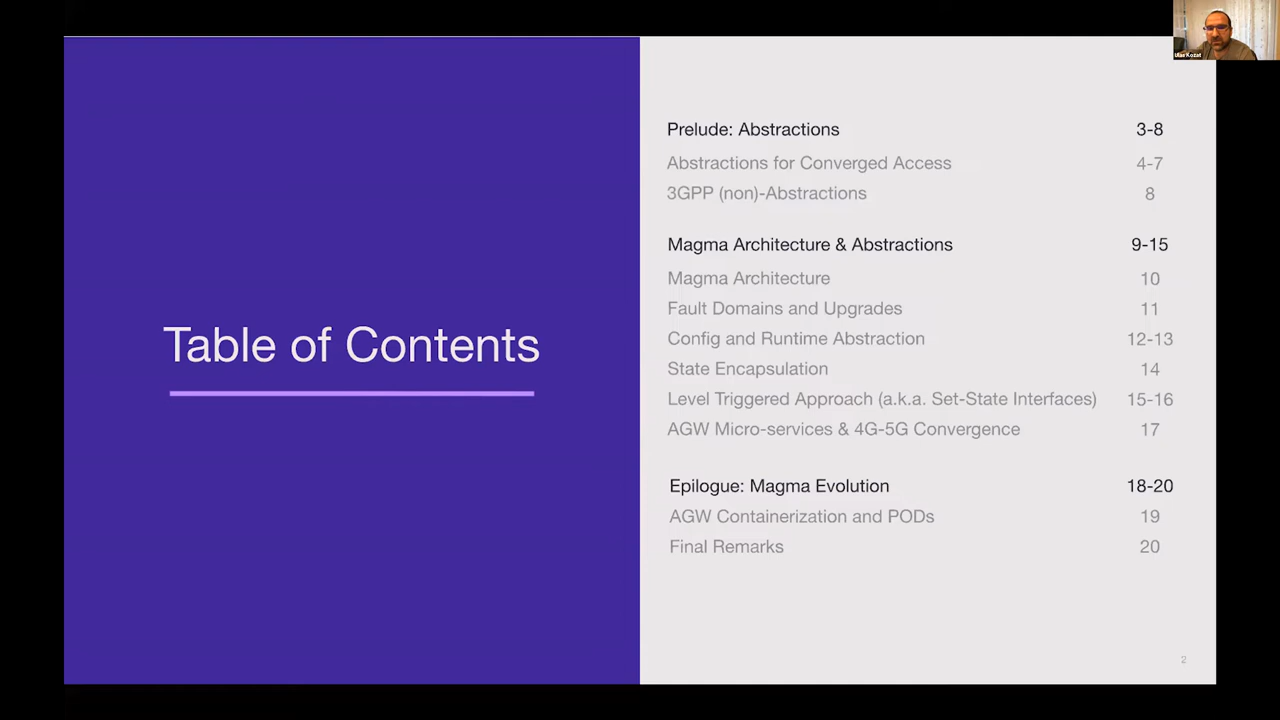 Ulas Kozat
Table of Contents
Prelude: Abstractions 3-8
Abstractions for Converged Access 4-7
3GPP (non)-Abstractions 8
Magma Architecture & Abstractions 9-15
Magma Architecture 10
Fault Domains and Upgrades 11
Config and Runtime Abstraction 12-13
State Encapsulation 14
Level Triggered Approach (a.k.a. Set-State Interfaces) 15-16
AGW Micro-services & 4G-5G Convergence 17
Epilogue: Magma Evolution 18-20
AGW Containerization and PODs 19
Final Remarks 20
2